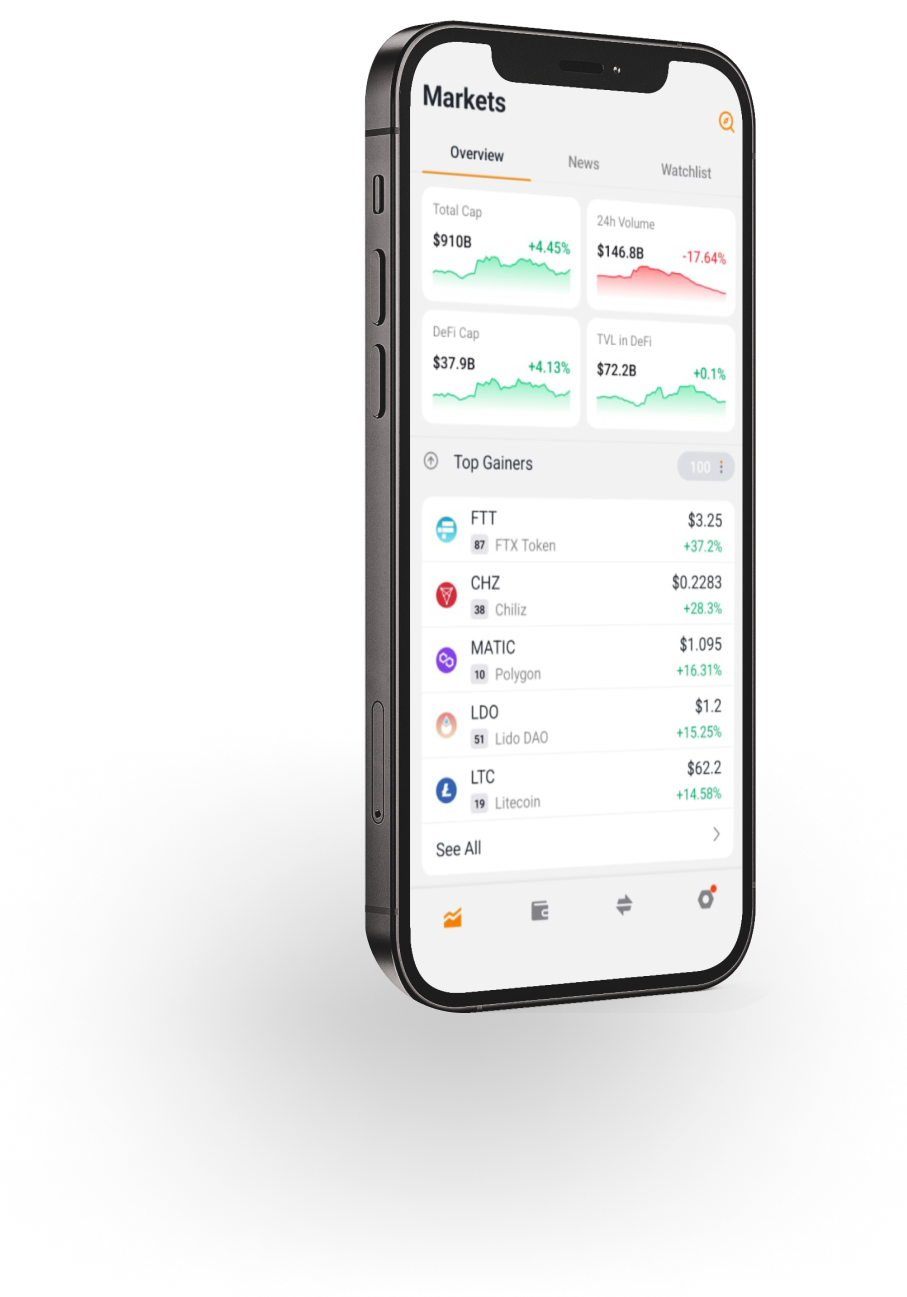 Markets
Overview News Watchlist
Total Cap
$910B +4.45%
24h Volume
$146.8B -17.64%
DeFi Cap
$37.9B +4.13%
TVL in DeFi
$72.2B +0.1%
Top Gainers 100
FTT $3.25
87 FTX Token +37.2%
CHZ $0.2283
38 Chiliz +28.3%
MATIC $1.095
10 Polygon +16.31%
LDO $1.2
51 Lido DAO +15.25%
LTC $62.2
19 Litecoin +14.58%
See All